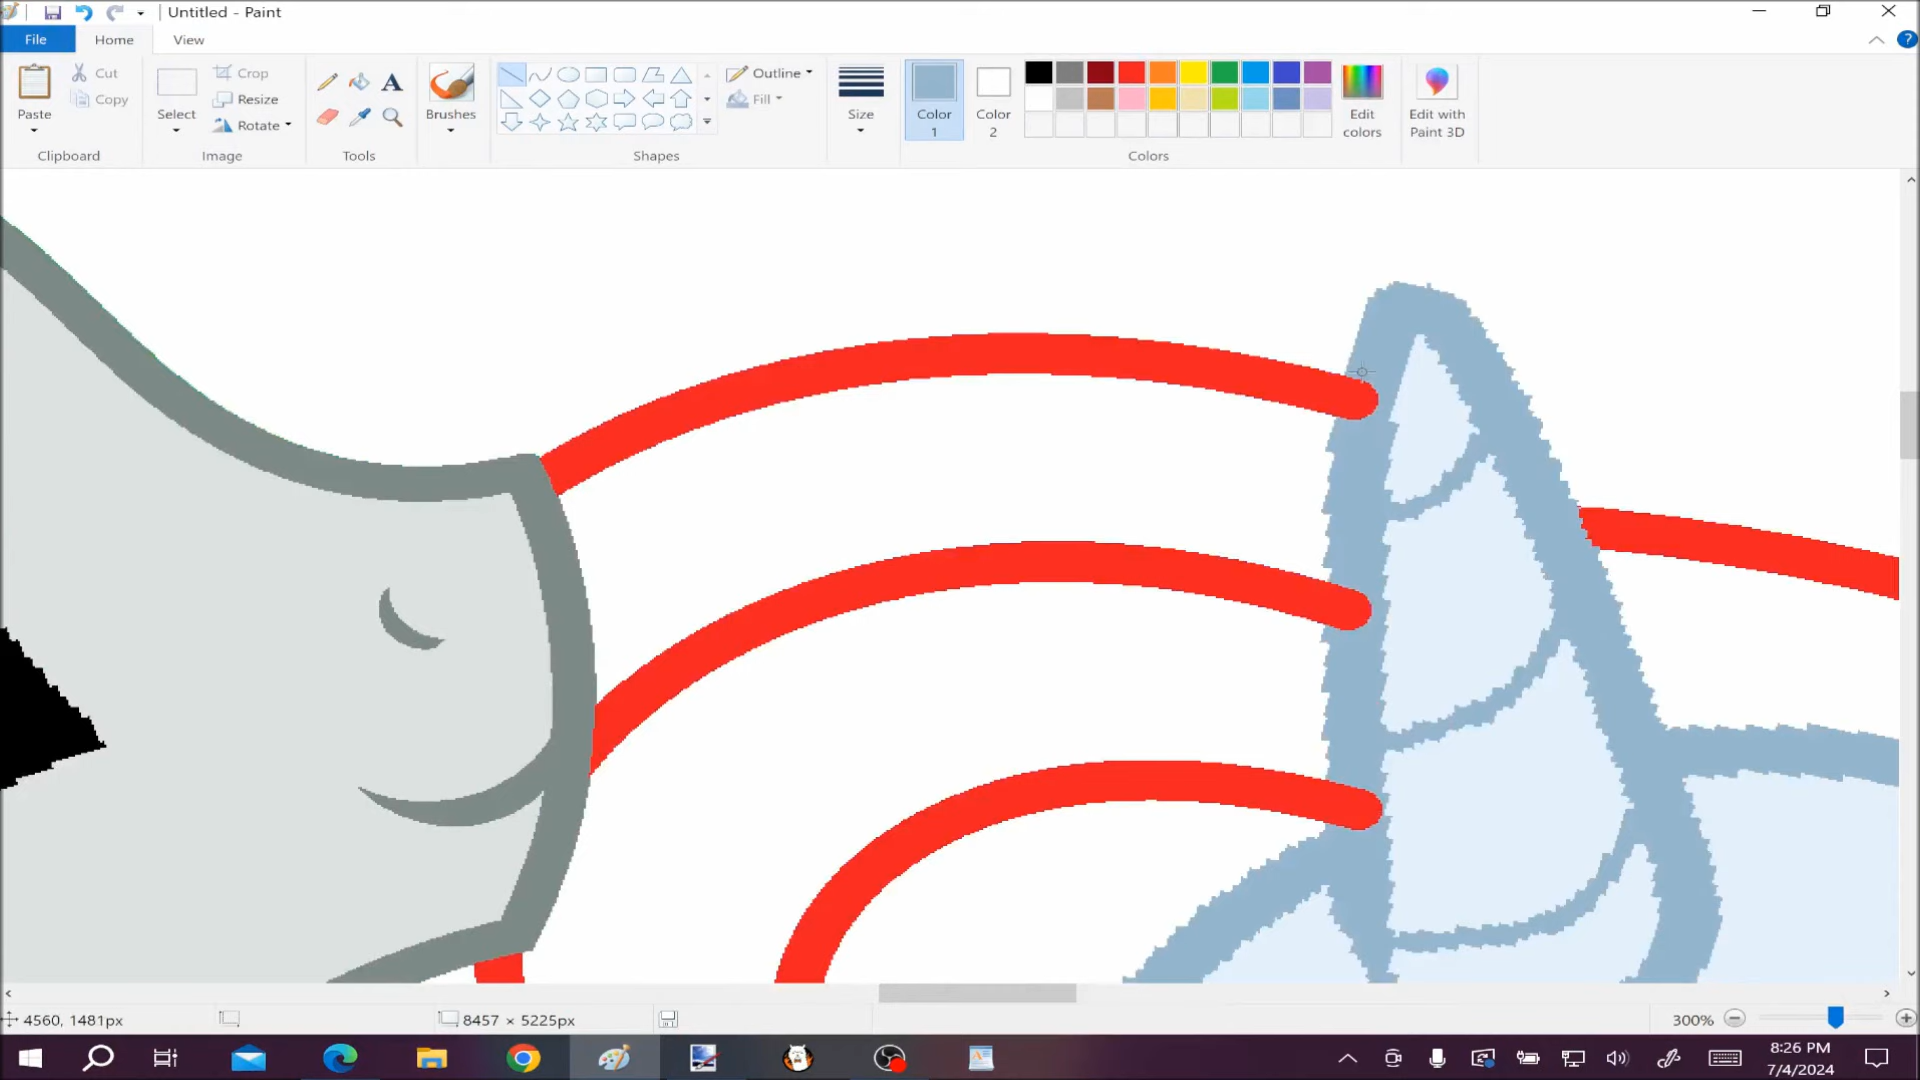 Untitled - Paint
File Home View
Paste
Cut
Copy
Clipboard
Select
Crop
Resize
Rotate
Image
A
Tools
Brushes
Shapes
Outline
Fill
Size
Color 1
Color 2
Colors
Edit colors
Edit with Paint 3D
?
4560, 1481px
8457 × 5225px
300%
8:26 PM
7/4/2024